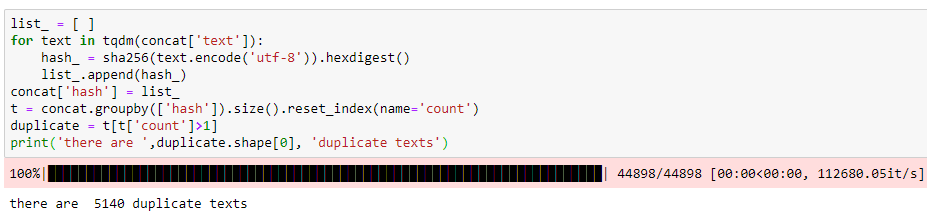 list_ = [ ]
for text in tqdm(concat['text']):
    hash_ = sha256(text.encode('utf-8')).hexdigest()
    list_.append(hash_)
concat['hash'] = list_
t = concat.groupby(['hash']).size().reset_index(name='count')
duplicate = t[t['count']>1]
print('there are ',duplicate.shape[0], 'duplicate texts')
100%|██████████| 44898/44898 [00:00<00:00, 112680.05it/s]
there are  5140 duplicate texts